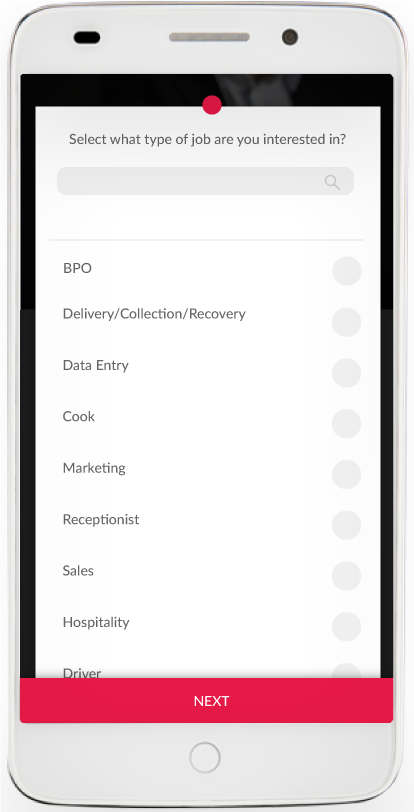 Select what type of job are you interested in?
BPO
Delivery/Collection/Recovery
Data Entry
Cook
Marketing
Receptionist
Sales
Hospitality
Driver
NEXT